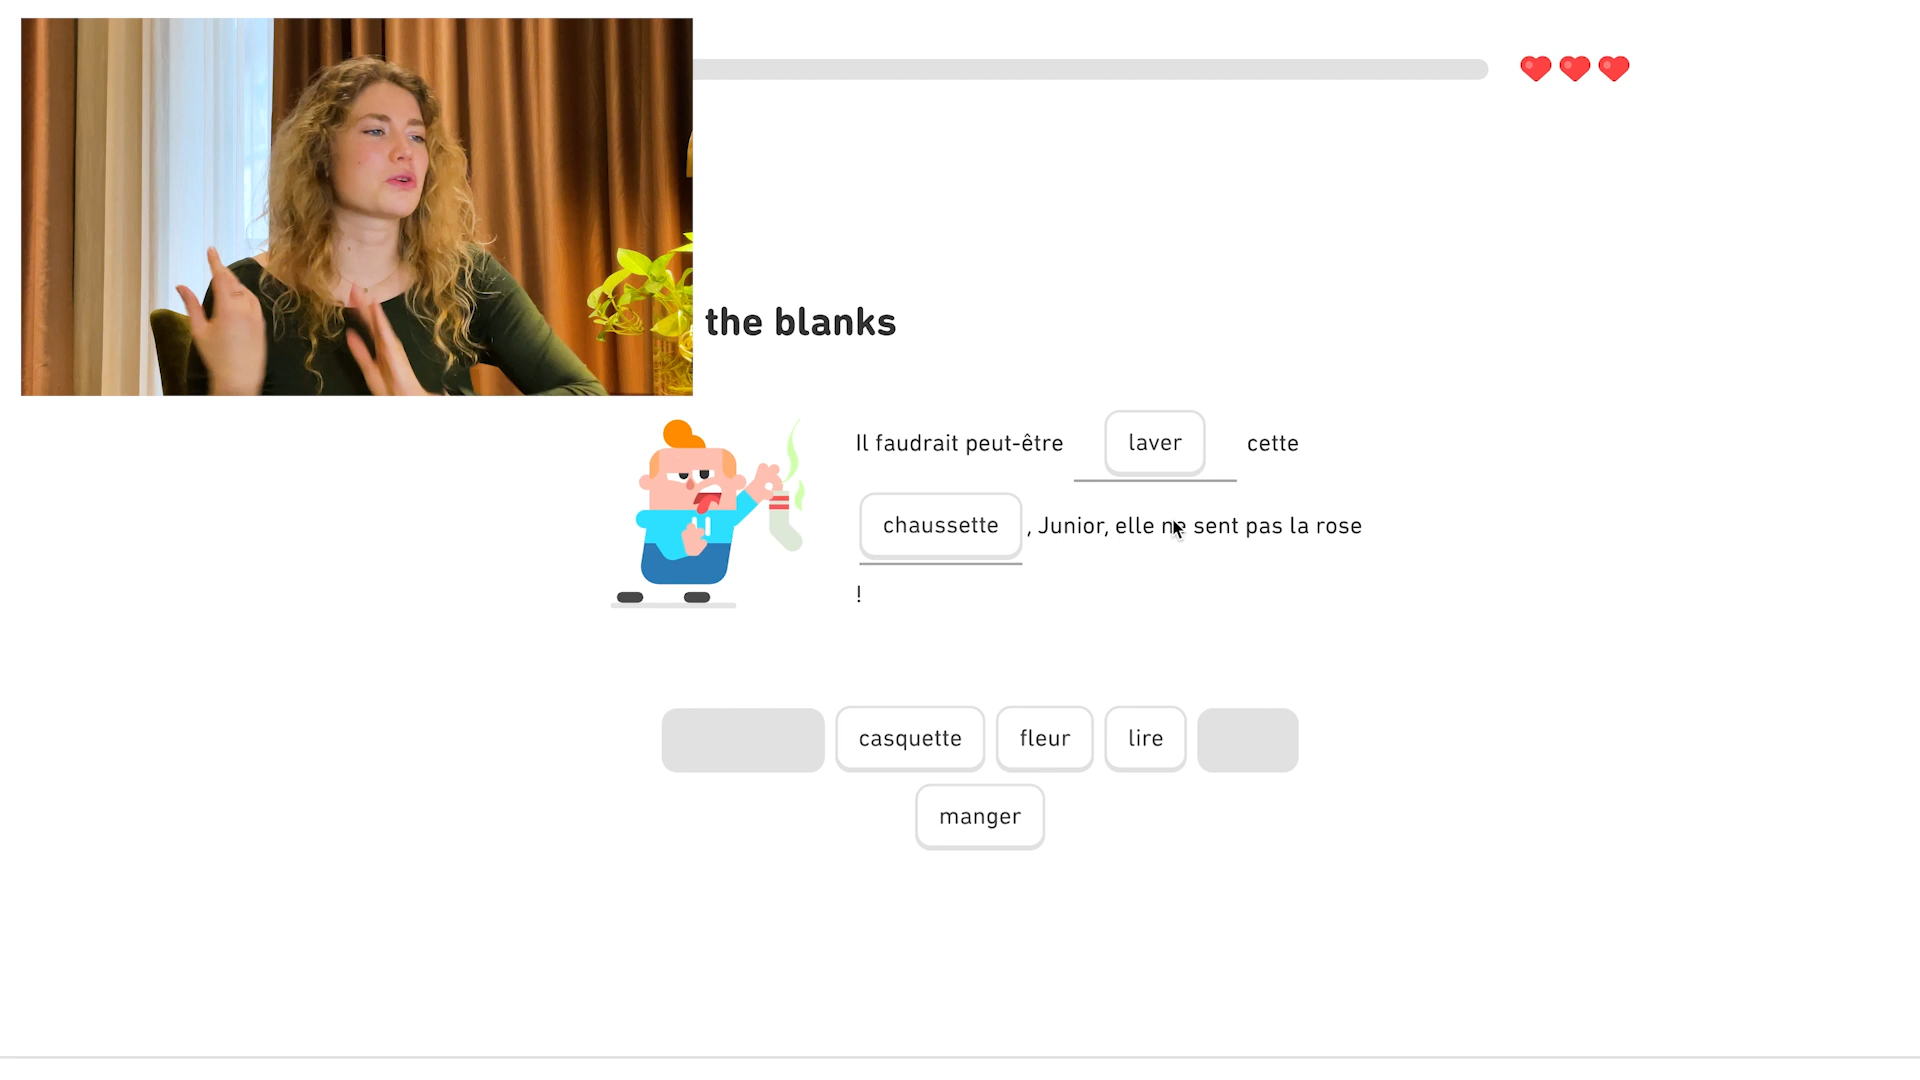 the blanks
Il faudrait peut-être laver cette
chaussette , Junior, elle ne sent pas la rose
!
casquette fleur lire
manger